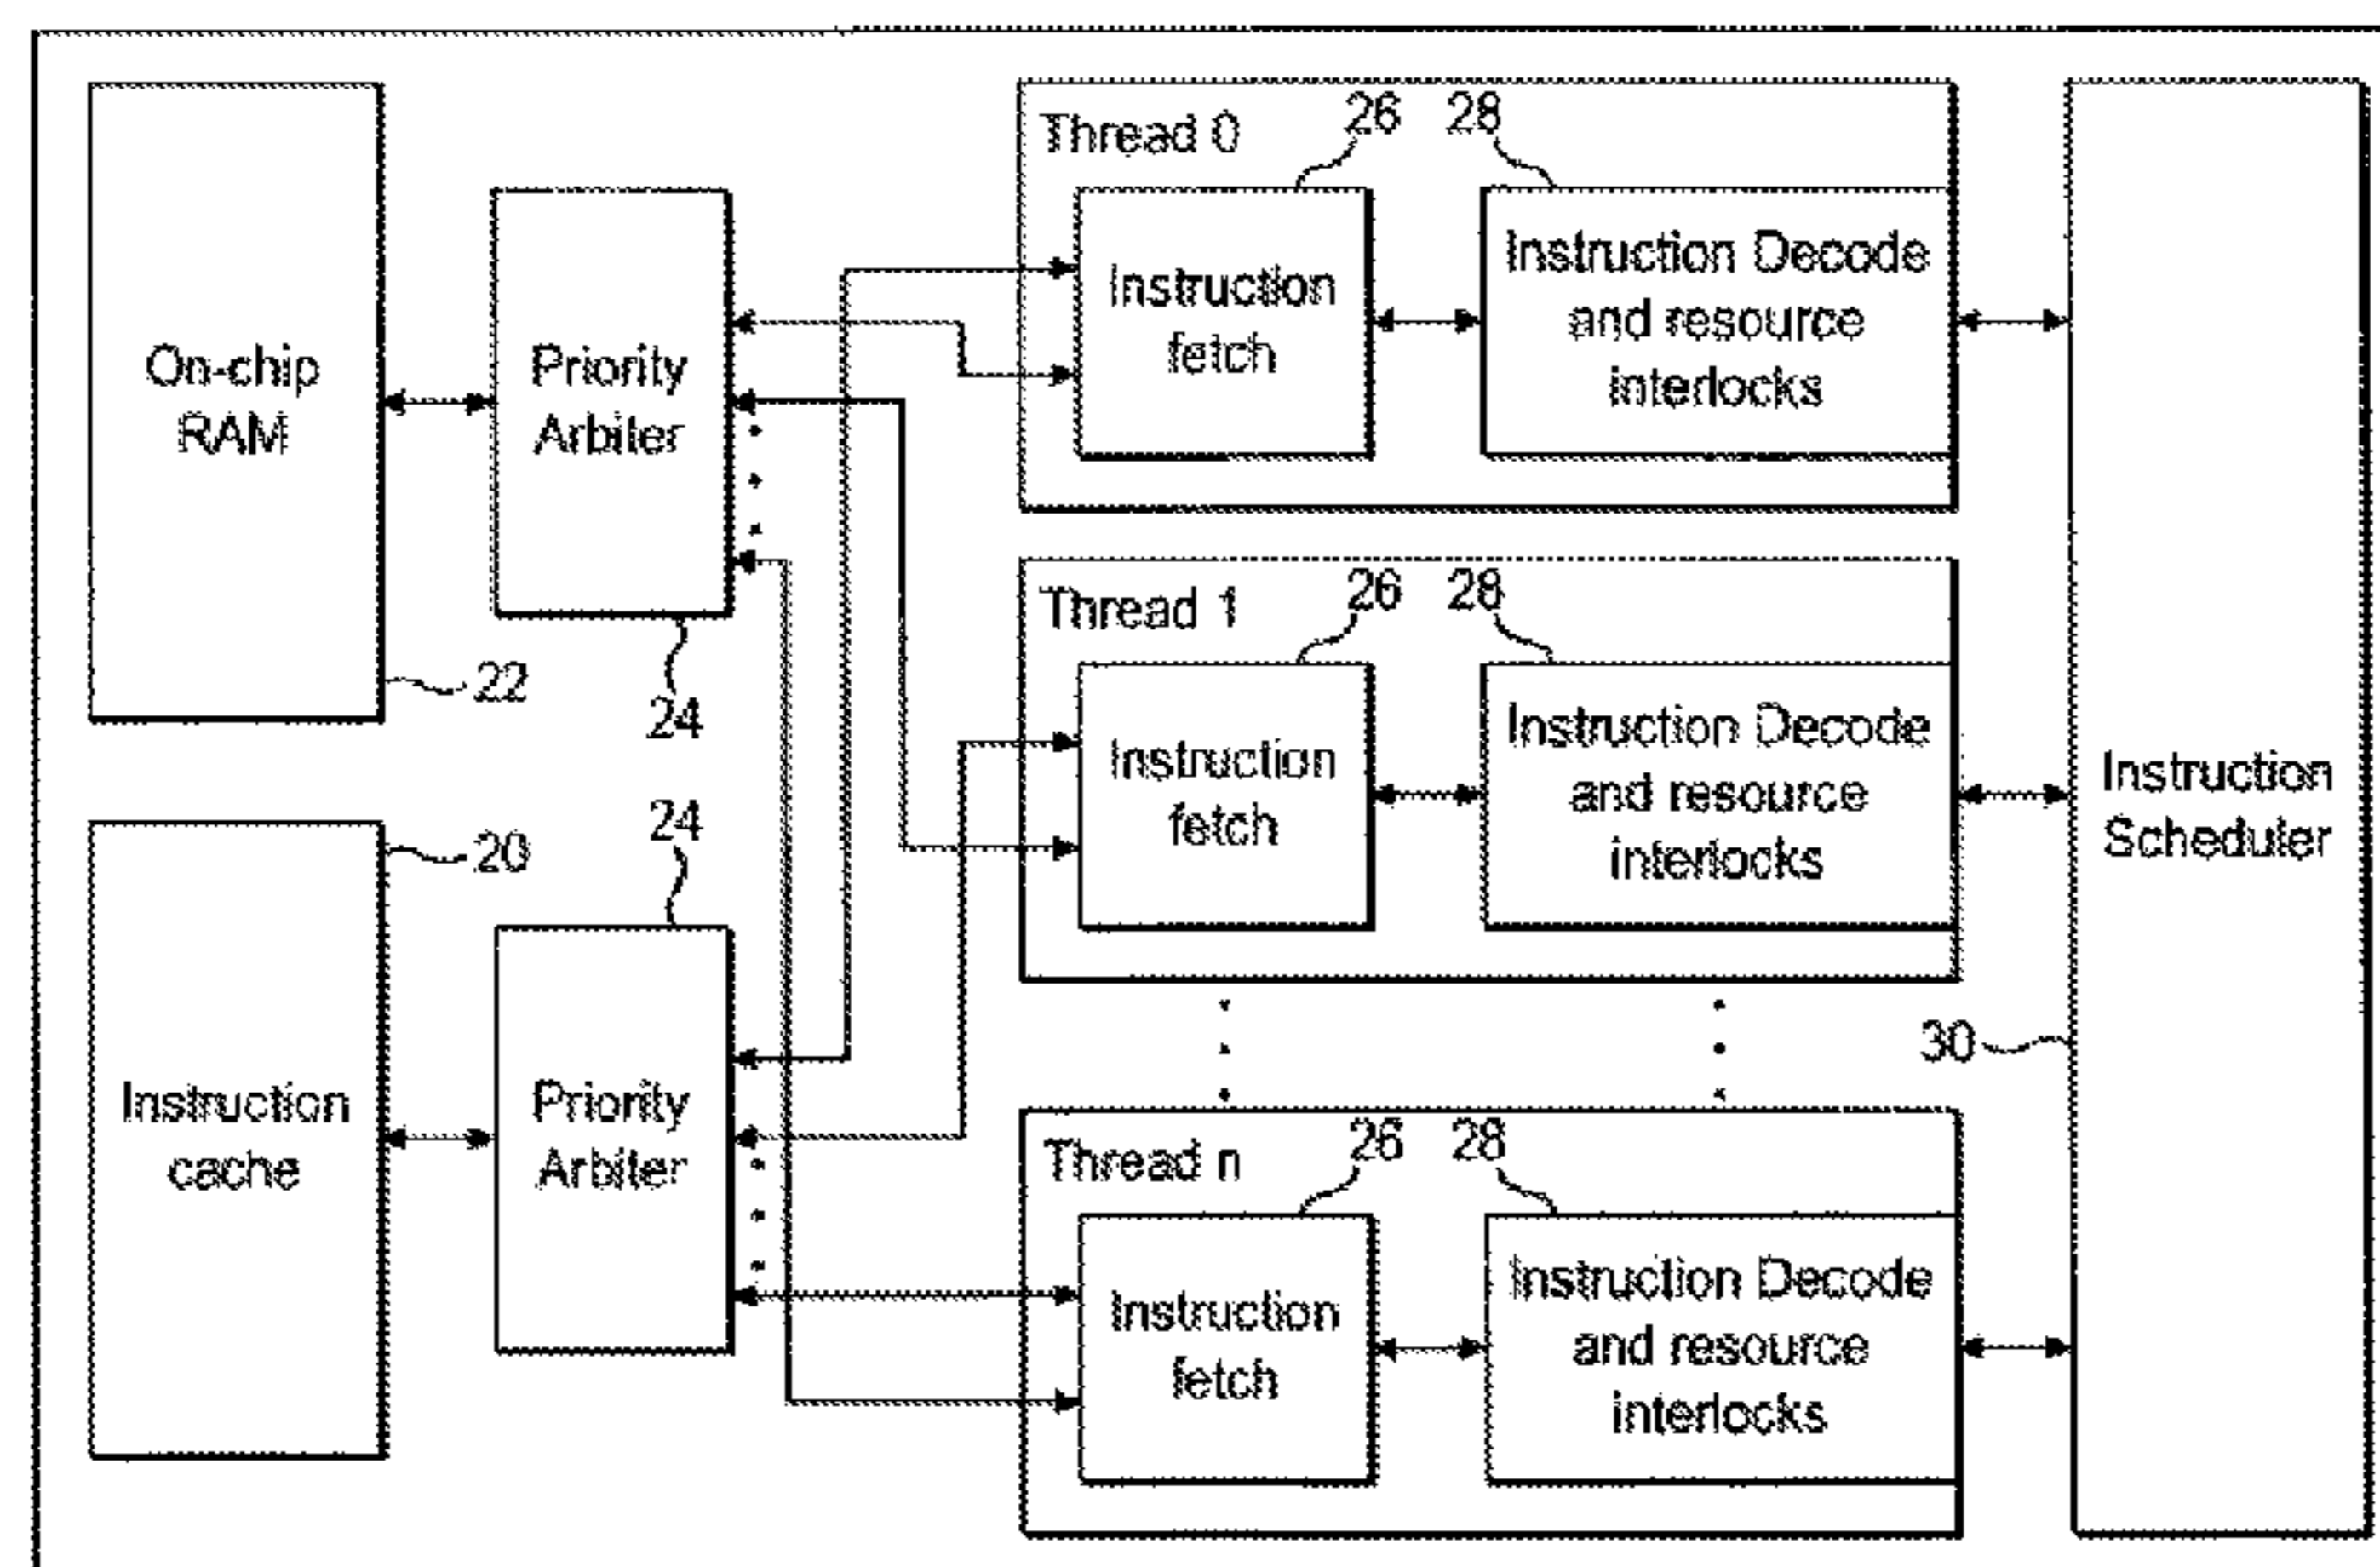 On-chip
RAM
22
Priority
Arbiter
24
Instruction
cache
20
Priority
Arbiter
24
Thread 0
26
28
Instruction
fetch
Instruction Decode
and resource
interlocks
Thread 1
26
28
Instruction
fetch
Instruction Decode
and resource
interlocks
Thread n
26
28
Instruction
fetch
Instruction Decode
and resource
interlocks
30
Instruction
Scheduler